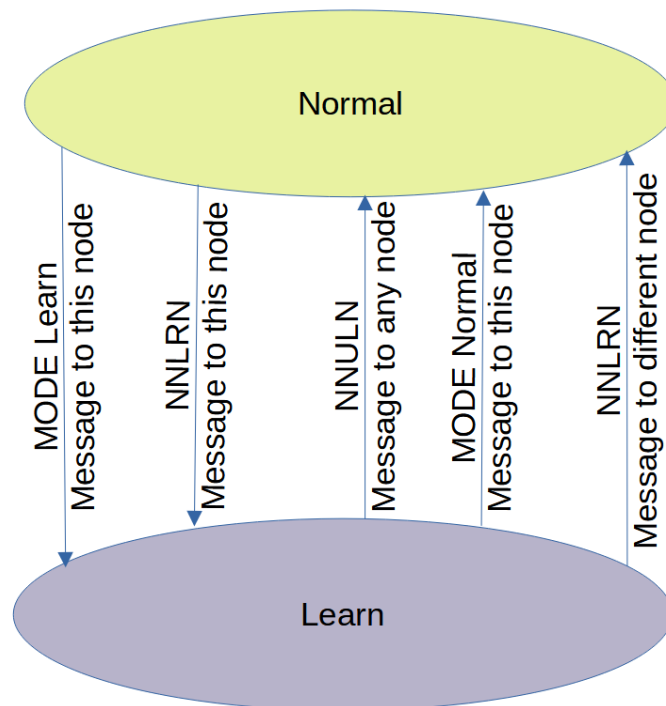 Normal
MODE Learn
Message to this node
NNLRN
Message to this node
NNULN
Message to any node
MODE Normal
Message to this node
NNLRN
Message to different node
Learn